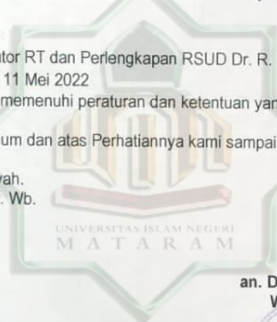 tor RT dan Perlengkapan RSUD Dr. R.
11 Mei 2022
memenuhi peraturan dan ketentuan yan
um dan atas Perhatiannya kami sampai
yah.
. Wb.
UNIVERSITAS ISLAM NEGERI
MATARAM
an. D
W